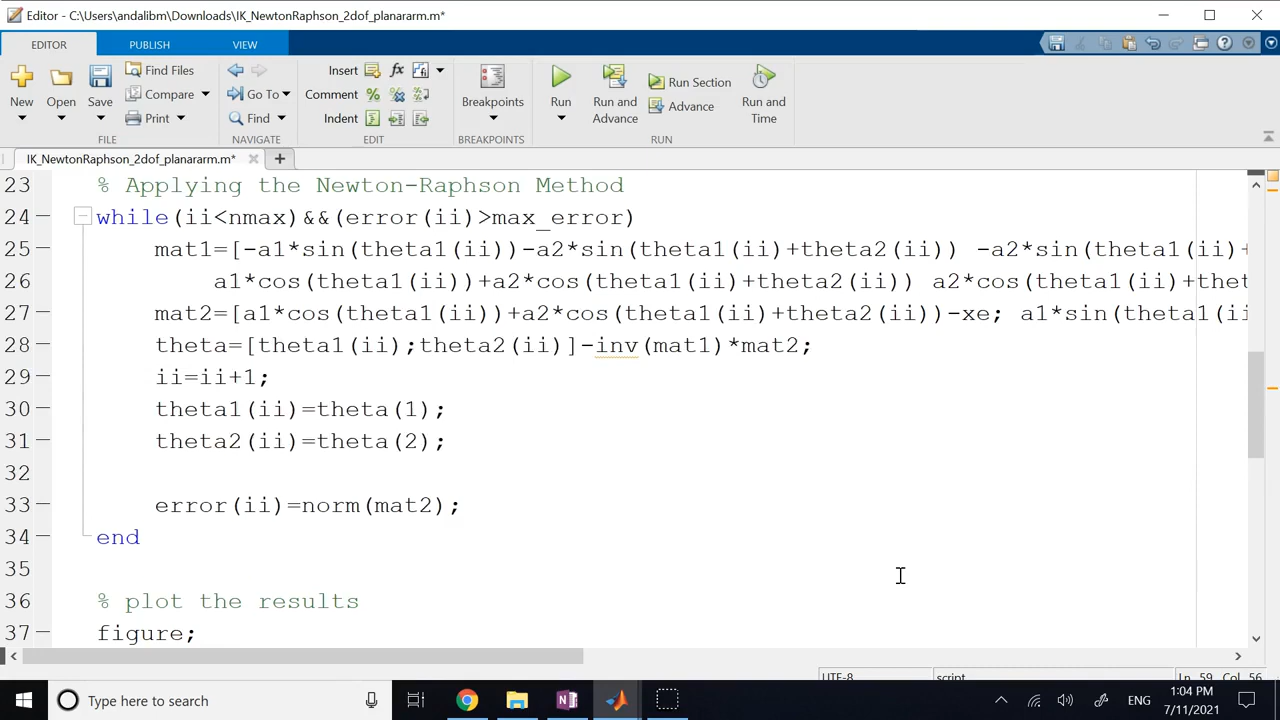 Editor - C:\Users\andalibm\Downloads\IK_NewtonRaphson_2dof_planararm.m*
EDITOR PUBLISH VIEW
New Open Save Find Files Compare Print FILE
Go To Find NAVIGATE
Insert fx Comment Indent EDIT
Breakpoints BREAKPOINTS
Run Run and Advance Run Section Advance Run and Time RUN
IK_NewtonRaphson_2dof_planararm.m*
23 % Applying the Newton-Raphson Method
24 while(ii<nmax)&&(error(ii)>max_error)
25 mat1=[-a1*sin(theta1(ii))-a2*sin(theta1(ii)+theta2(ii)) -a2*sin(theta1(ii)+
26 a1*cos(theta1(ii))+a2*cos(theta1(ii)+theta2(ii)) a2*cos(theta1(ii)+thet
27 mat2=[a1*cos(theta1(ii))+a2*cos(theta1(ii)+theta2(ii))-xe; a1*sin(theta1(ii
28 theta=[theta1(ii);theta2(ii)]-inv(mat1)*mat2;
29 ii=ii+1;
30 theta1(ii)=theta(1);
31 theta2(ii)=theta(2);
32
33 error(ii)=norm(mat2);
34 end
35
36 % plot the results
37 figure;
UTF-8 script Ln 59 Col 56
Type here to search
ENG
1:04 PM
7/11/2021